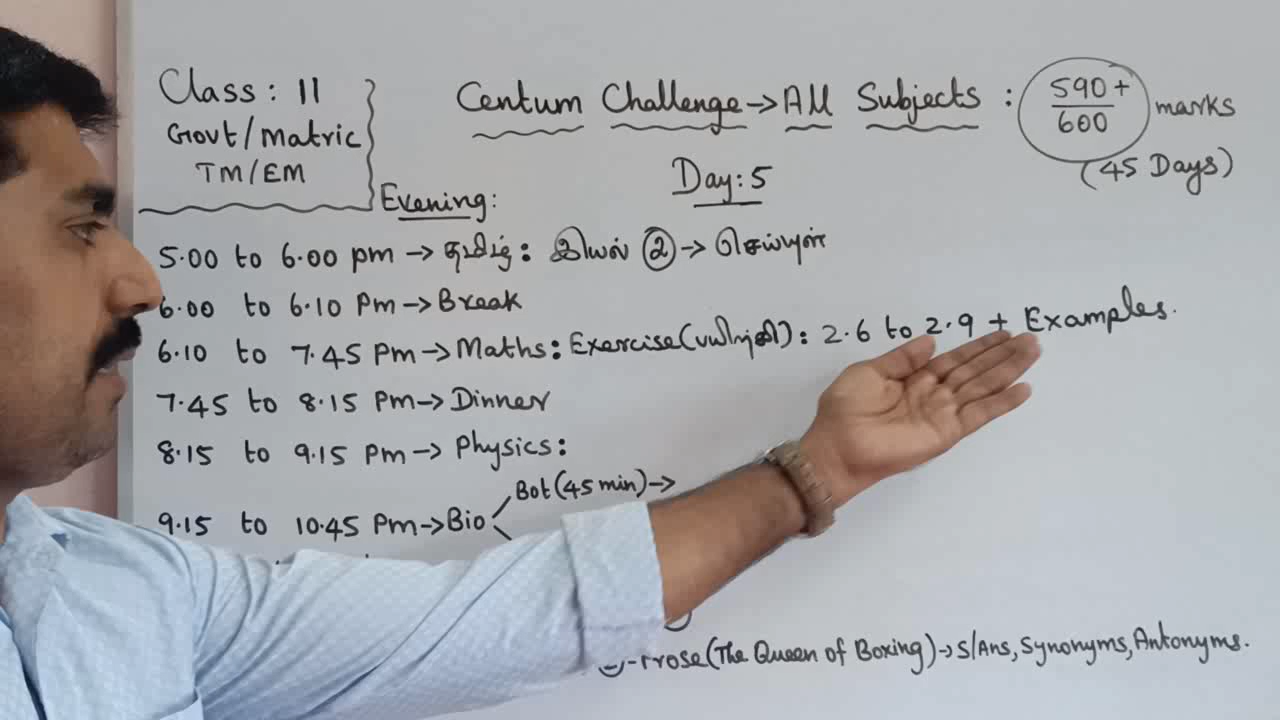 Class: 11
Govt/Matric
TM/EM
Centum Challenge→All Subjects : 590+/600 marks
(45 Days)
Day: 5
Evening:
5.00 to 6.00 pm → தமிழ்: இயல் ② → செய்யுள்
6.00 to 6.10 Pm → Break
6.10 to 7.45 Pm → Maths: Exercise(பயிற்சி): 2.6 to 2.9 + Examples.
7.45 to 8.15 Pm → Dinner
8.15 to 9.15 Pm → Physics:
9.15 to 10.45 Pm → Bio
Bot(45 min) →
-Prose(The Queen of Boxing)→ S/Ans, Synonyms, Antonyms.